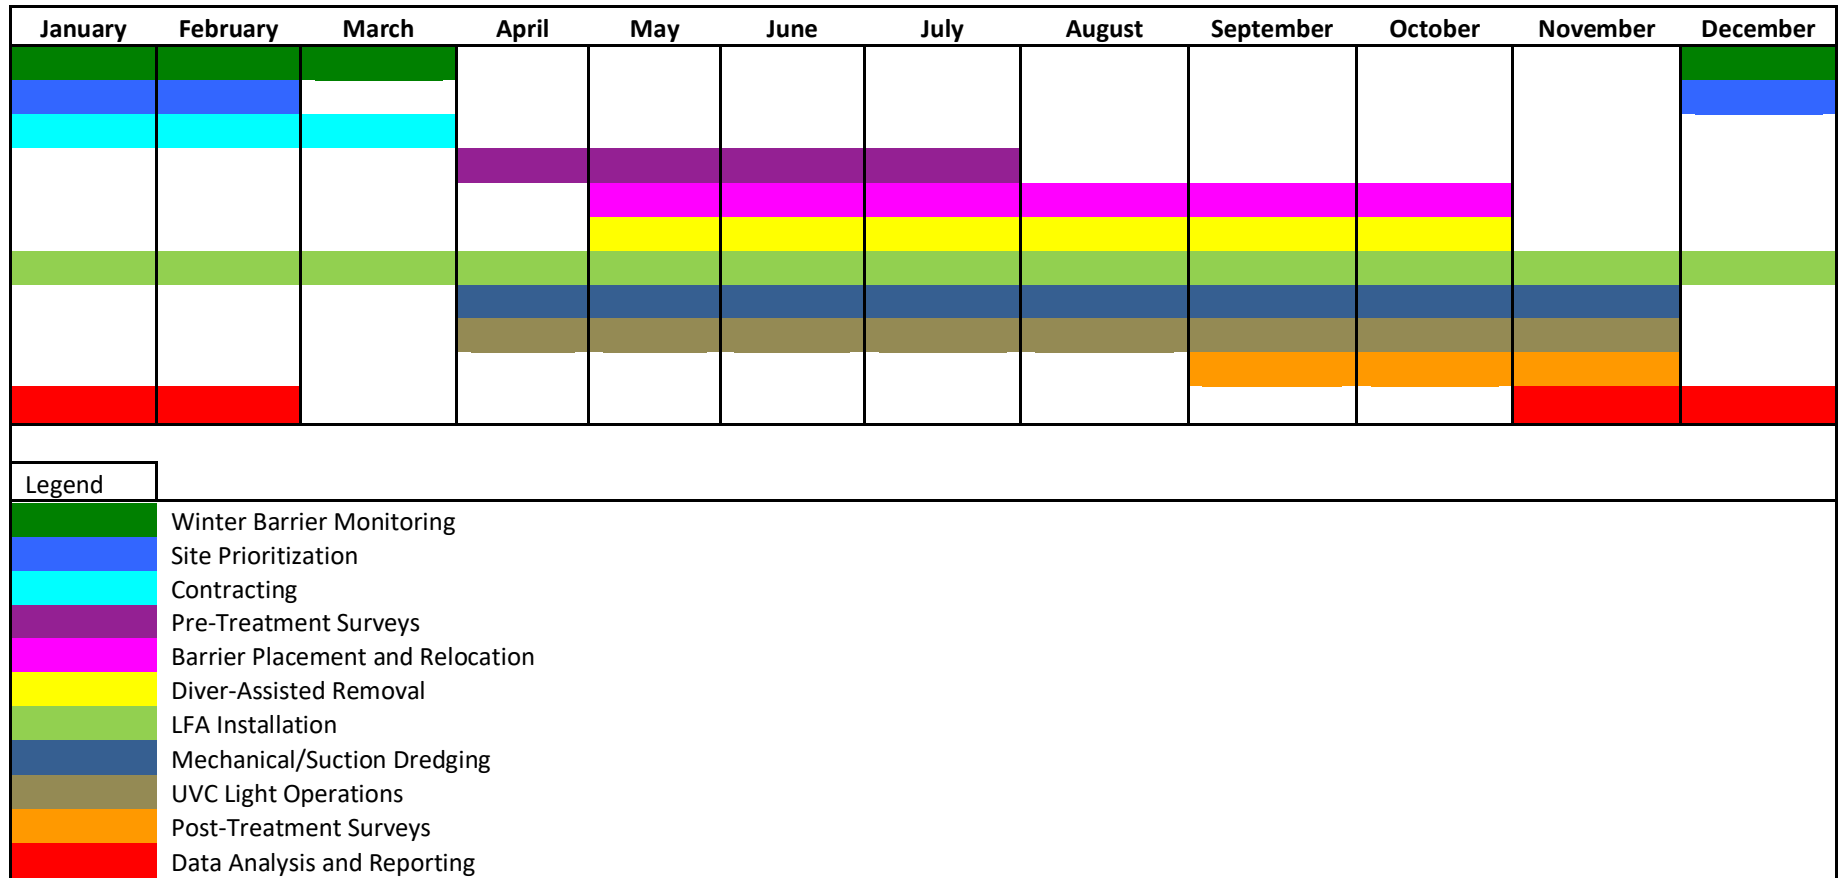 January February March April May June July August September October November December
Legend
Winter Barrier Monitoring
Site Prioritization
Contracting
Pre-Treatment Surveys
Barrier Placement and Relocation
Diver-Assisted Removal
LFA Installation
Mechanical/Suction Dredging
UVC Light Operations
Post-Treatment Surveys
Data Analysis and Reporting